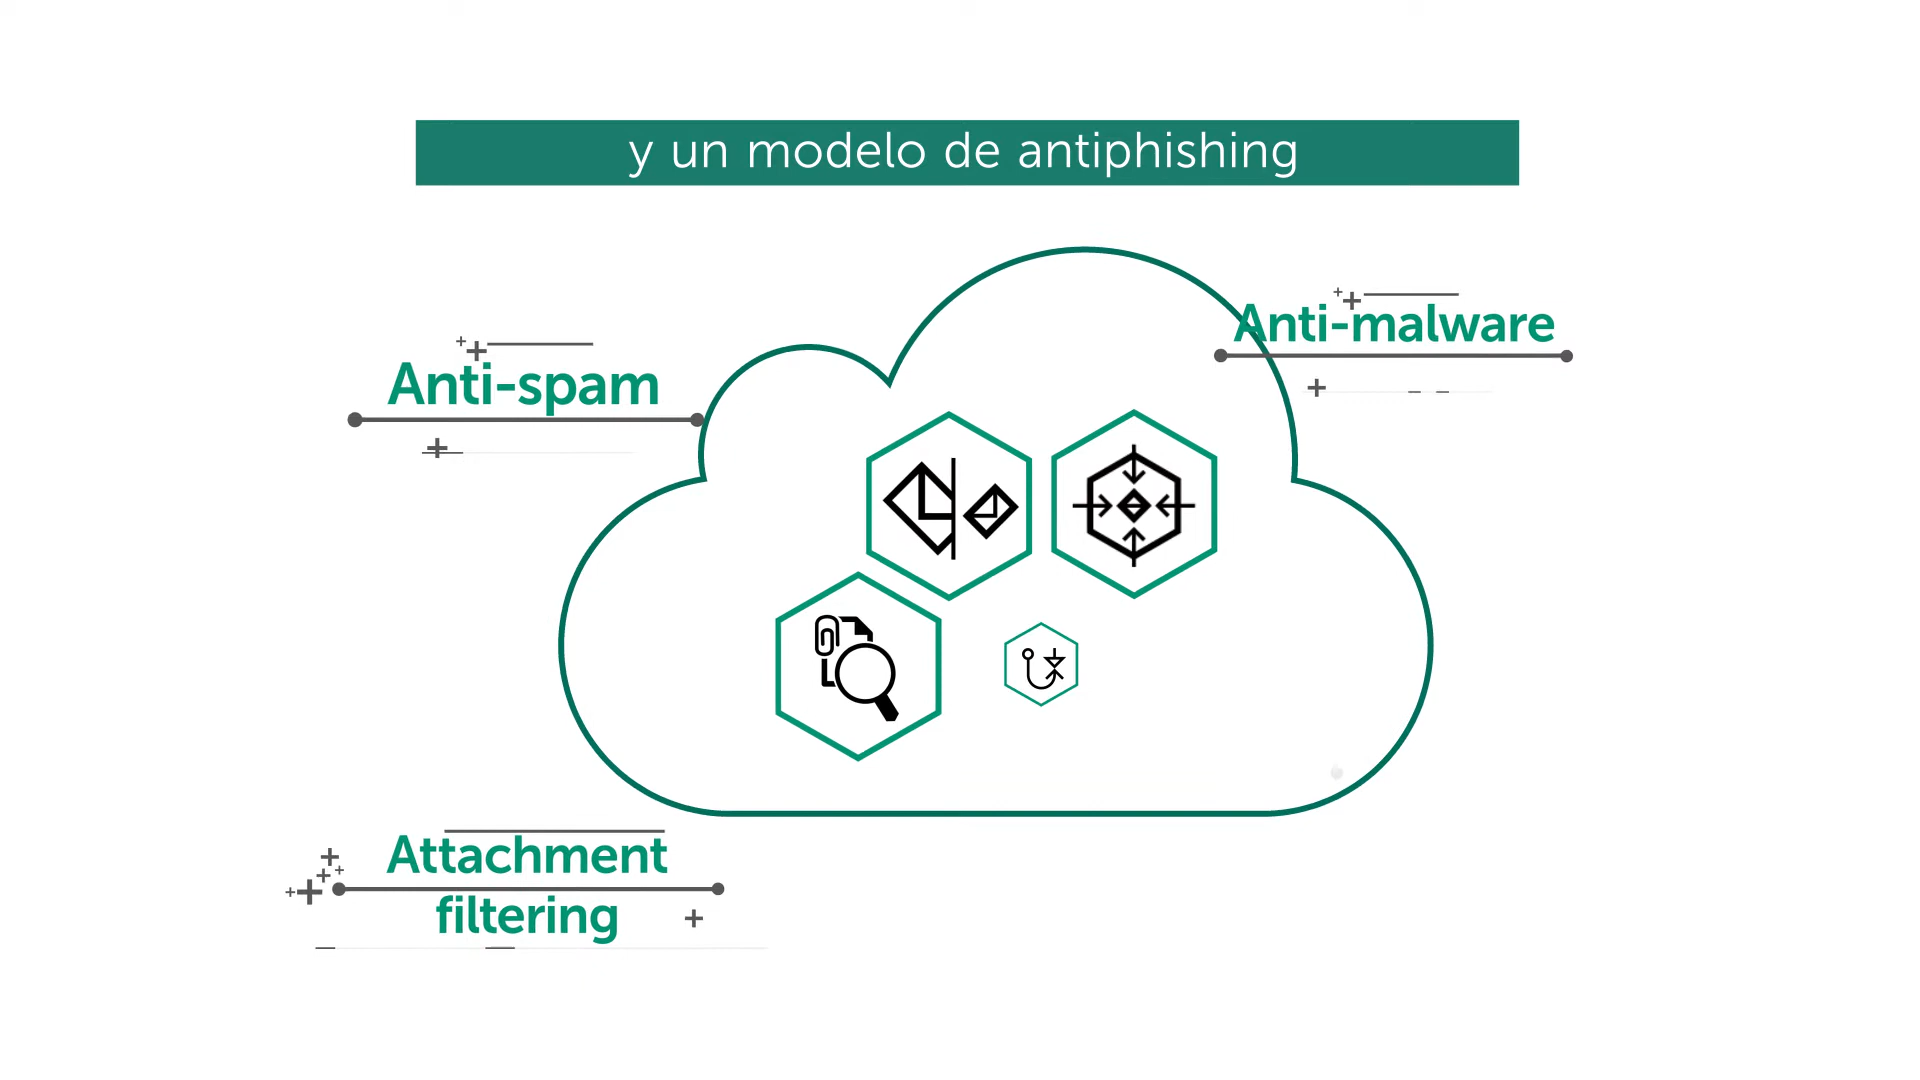 y un modelo de antiphishing
Anti-malware
Anti-spam
Attachment
filtering